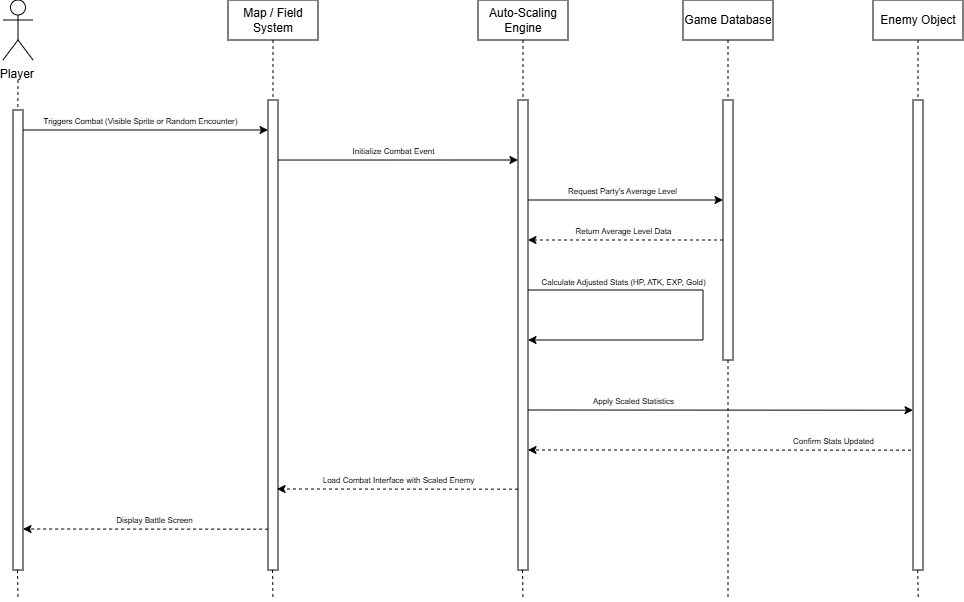 Map / Field
System
Auto-Scaling
Engine
Game Database
Enemy Object
Player
Triggers Combat (Visible Sprite or Random Encounter)
Initialize Combat Event
Request Party's Average Level
Return Average Level Data
Calculate Adjusted Stats (HP, ATK, EXP, Gold)
Apply Scaled Statistics
Confirm Stats Updated
Load Combat Interface with Scaled Enemy
Display Battle Screen